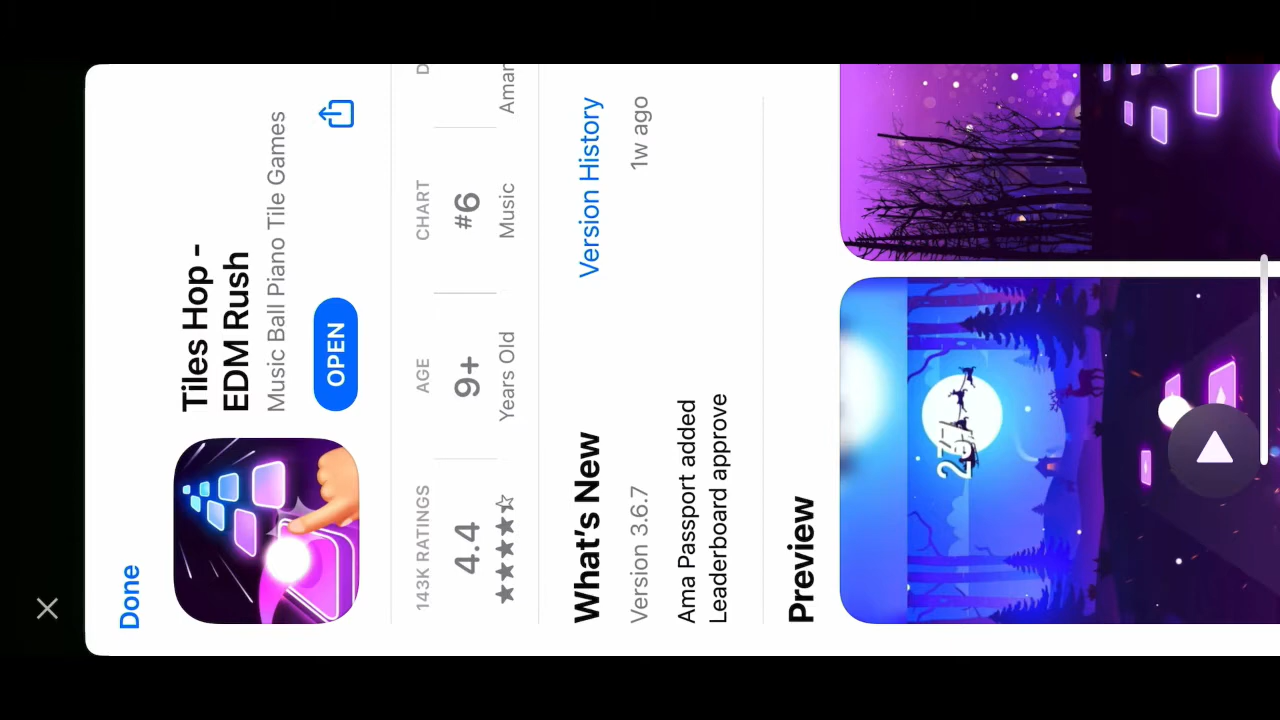 Done
Tiles Hop -
EDM Rush
Music Ball Piano Tile Games
OPEN
143K RATINGS
4.4
AGE
9+
Years Old
CHART
#6
Music
What's New
Version History
Version 3.6.7
1w ago
Ama Passport added
Leaderboard approve
Preview
237